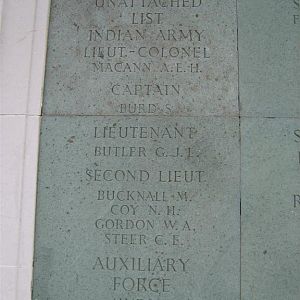 UNATTACHED
LIST
INDIAN ARMY
LIEUT.-COLONEL
MACANN A.E.H.
CAPTAIN
BURD S.
LIEUTENANT
BUTLER G.J.L.
SECOND LIEUT.
BUCKNALL M.
COY N.H.
GORDON W.A.
STEER C.F.
AUXILIARY
FORCE